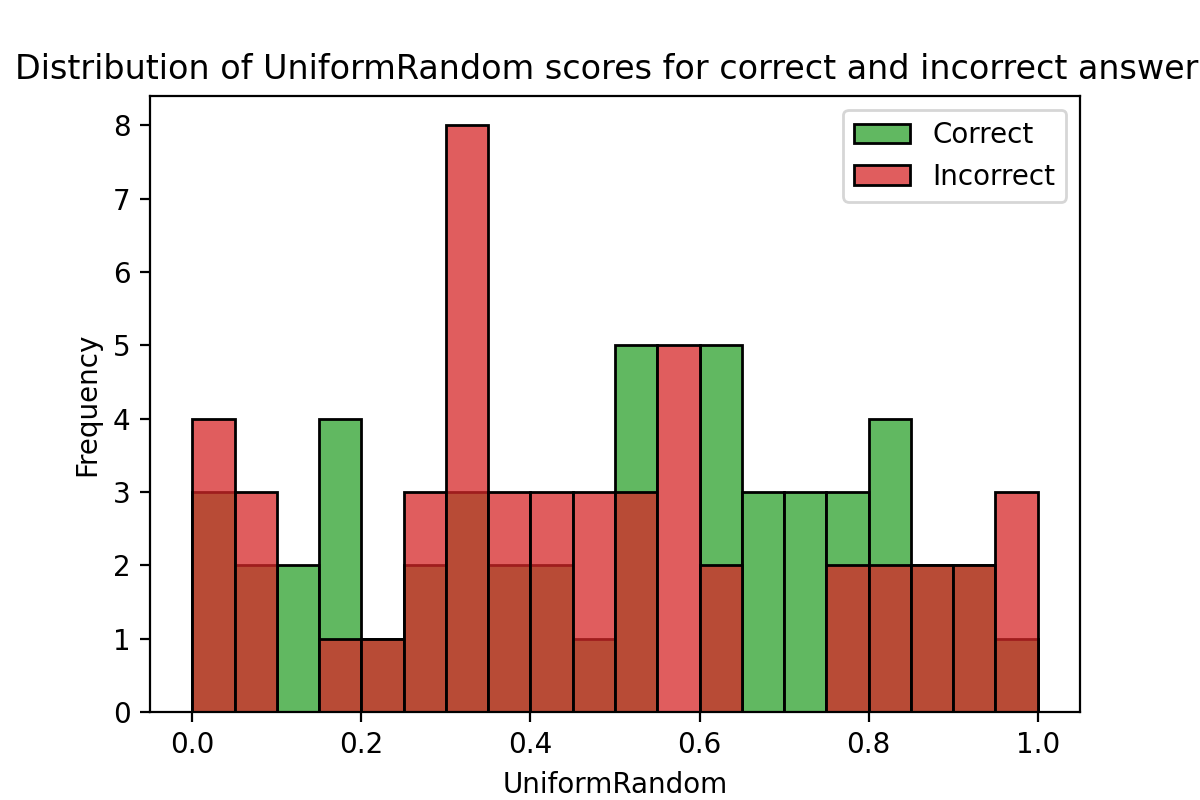 Distribution of UniformRandom scores for correct and incorrect answer
Correct
Incorrect
Frequency
8
7
6
5
4
3
2
1
0
0.0 0.2 0.4 0.6 0.8 1.0
UniformRandom